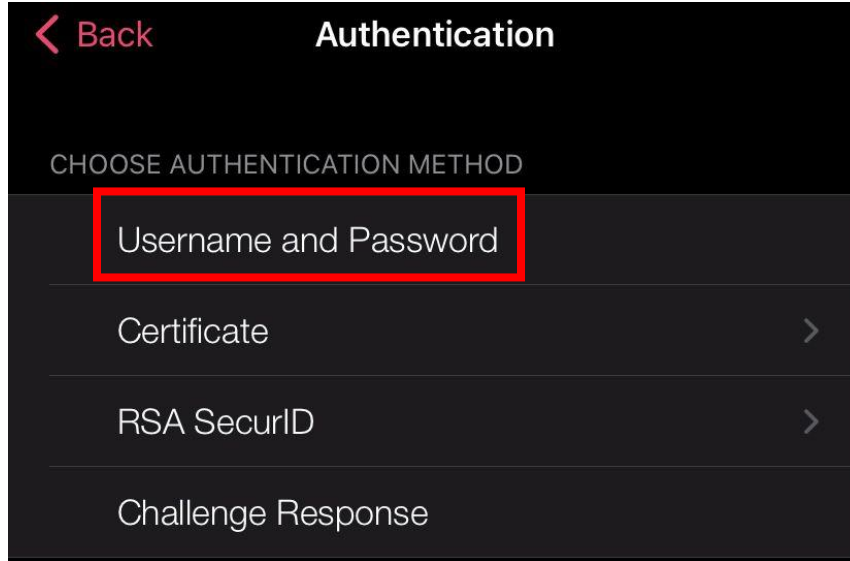 Back
Authentication
CHOOSE AUTHENTICATION METHOD
Username and Password
Certificate
RSA SecurID
Challenge Response